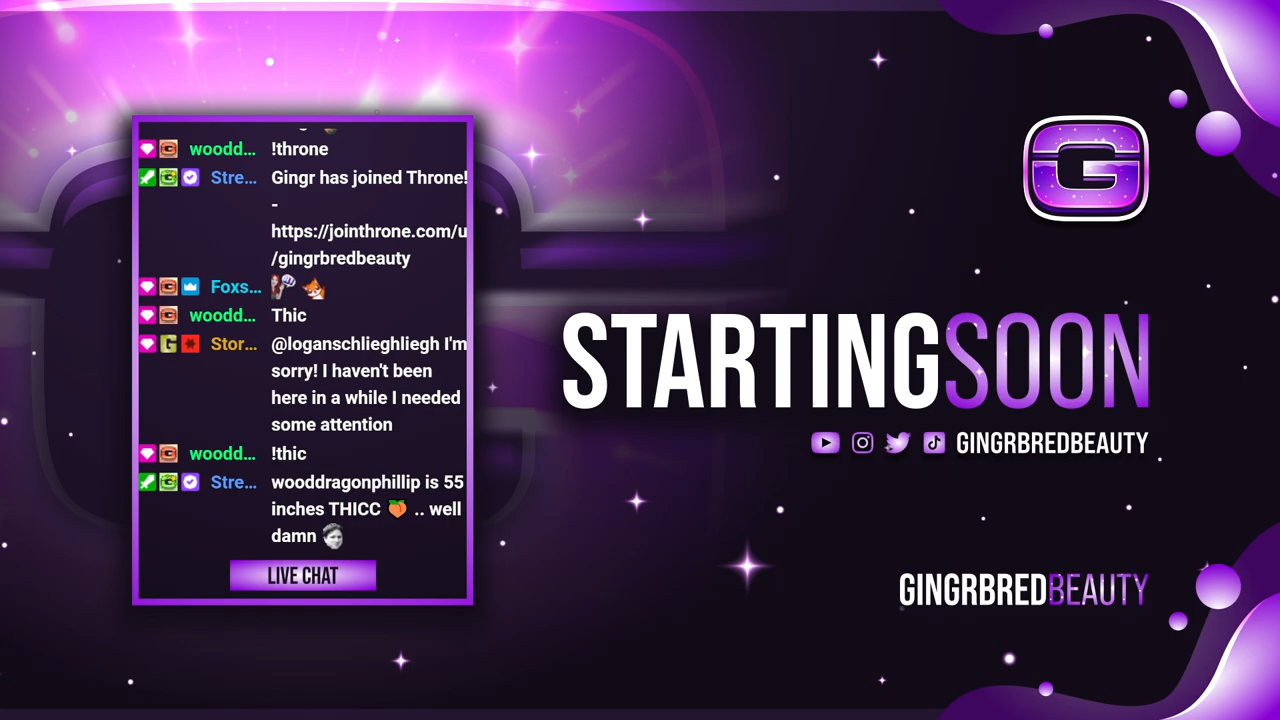 woodd... !throne
Stre... Gingr has joined Throne!
-
https://jointhrone.com/u
/gingrbredbeauty
Foxs...
woodd... Thic
Stor... @loganschlieghliegh I'm
sorry! I haven't been
here in a while I needed
some attention
woodd... !thic
Stre... wooddragonphillip is 55
inches THICC 🍑 .. well
damn
LIVE CHAT
G
STARTINGSOON
GINGRBREDBEAUTY
GINGRBREDBEAUTY